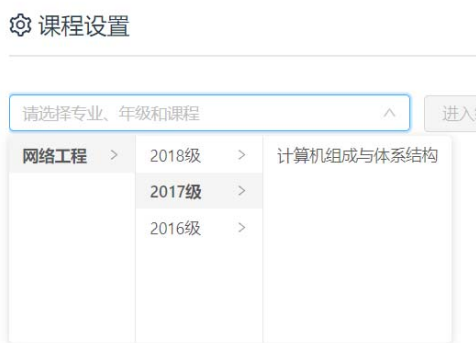 课程设置
请选择专业、年级和课程
进入
网络工程
2018级
计算机组成与体系结构
2017级
2016级